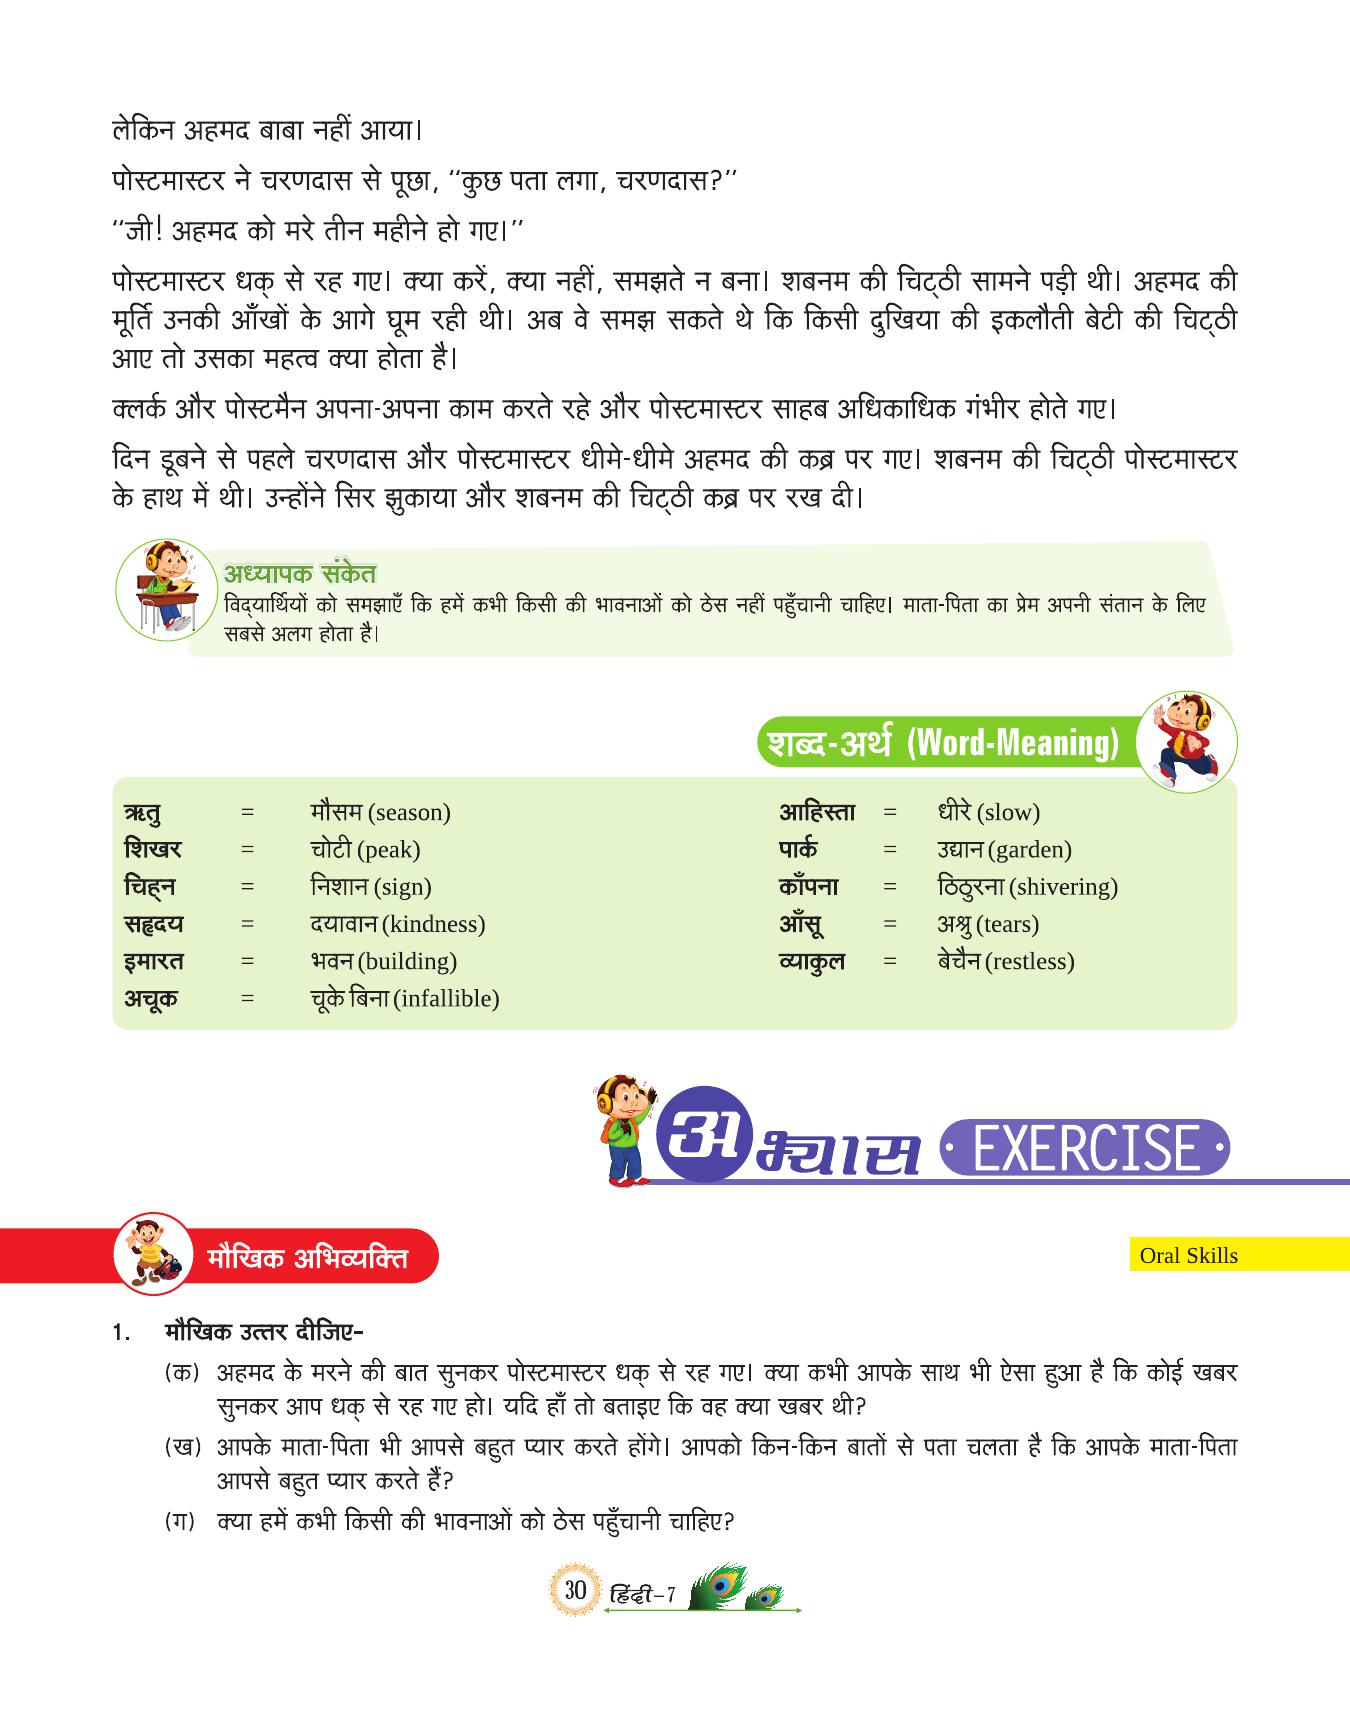 लेकिन अहमद बाबा नहीं आया।
पोस्टमास्टर ने चरणदास से पूछा, ‘‘कुछ पता लगा, चरणदास?’’
‘‘जी! अहमद को मरे तीन महीने हो गए।’’
पोस्टमास्टर धक् से रह गए। क्या करें, क्या नहीं, समझते न बना। शबनम की चिट्ठी सामने पड़ी थी। अहमद की
मूर्ति उनकी आँखों के आगे घूम रही थी। अब वे समझ सकते थे कि किसी दुखिया की इकलौती बेटी की चिट्ठी
आए तो उसका महत्व क्या होता है।
क्लर्क और पोस्टमैन अपना-अपना काम करते रहे और पोस्टमास्टर साहब अधिकाधिक गंभीर होते गए।
दिन डूबने से पहले चरणदास और पोस्टमास्टर धीमे-धीमे अहमद की कब्र पर गए। शबनम की चिट्ठी पोस्टमास्टर
के हाथ में थी। उन्होंने सिर झुकाया और शबनम की चिट्ठी कब्र पर रख दी।
अध्यापक संकेत
विद्यार्थियों को समझाएँ कि हमें कभी किसी की भावनाओं को ठेस नहीं पहुँचानी चाहिए। माता-पिता का प्रेम अपनी संतान के लिए
सबसे अलग होता है।
शब्द-अर्थ (Word-Meaning)
ऋतु = मौसम (season) आहिस्ता = धीरे (slow)
शिखर = चोटी (peak) पार्क = उद्यान (garden)
चिह्न = निशान (sign) काँपना = ठिठुरना (shivering)
सहृदय = दयावान (kindness) आँसू = अश्रु (tears)
इमारत = भवन (building) व्याकुल = बेचैन (restless)
अचूक = चूके बिना (infallible)
अभ्यास EXERCISE
मौखिक अभिव्यक्ति Oral Skills
1. मौखिक उत्तर दीजिए–
(क) अहमद के मरने की बात सुनकर पोस्टमास्टर धक् से रह गए। क्या कभी आपके साथ भी ऐसा हुआ है कि कोई खबर
सुनकर आप धक् से रह गए हो। यदि हाँ तो बताइए कि वह क्या खबर थी?
(ख) आपके माता-पिता भी आपसे बहुत प्यार करते होंगे। आपको किन-किन बातों से पता चलता है कि आपके माता-पिता
आपसे बहुत प्यार करते हैं?
(ग) क्या हमें कभी किसी की भावनाओं को ठेस पहुँचानी चाहिए?
30 हिंदी–7